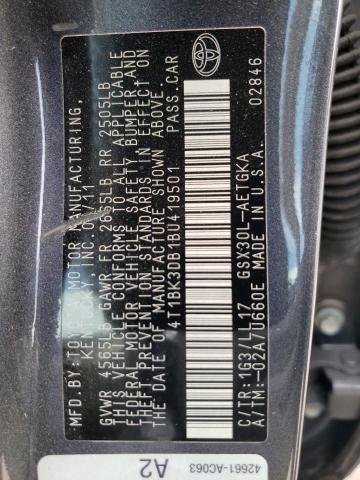 MFD.BY: TOYOTA MOTOR MANUFACTURING,
KENTUCKY, INC. 07/11
GVWR 4565LB GAWR FR 2655LB RR 2505LB
THIS VEHICLE CONFORMS TO ALL APPLICABLE
FEDERAL MOTOR VEHICLE SAFETY, BUMPER, AND
THEFT PREVENTION STANDARDS IN EFFECT ON
THE DATE OF MANUFACTURE SHOWN ABOVE.
4T1BK3DB1BU419501 PASS.CAR
C/TR: 1G3/LL17 GSX30L-AETGKA
A/TM: -02A/U660E MADE IN U.S.A. 02846
42661-AC063
A2